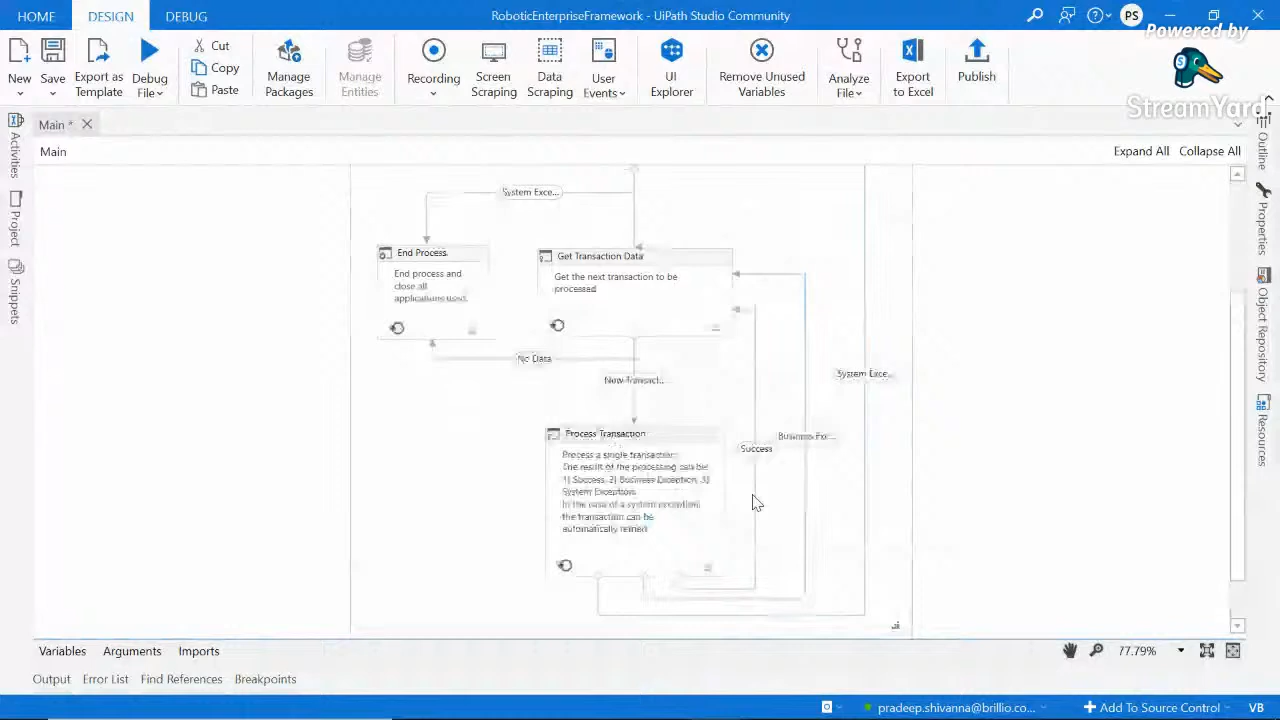 HOME
DESIGN
DEBUG
RoboticEnterpriseFramework - UiPath Studio Community
PS
Powered by
StreamYard
New
Save
Export as
Template
Debug
File
Cut
Copy
Paste
Manage
Packages
Manage
Entities
Recording
Screen
Scraping
Data
Scraping
User
Events
UI
Explorer
Remove Unused
Variables
Analyze
File
Export
to Excel
Publish
Main *
Main
Expand All
Collapse All
Activities
Project
Snippets
Outline
Properties
Object Repository
Resources
System Exce...
End Process
End process and
close all
applications used
Get Transaction Data
Get the next transaction to be
processed
No Data
New Transact...
System Exce...
Success
Business Ex...
Process Transaction
Process a single transaction.
The result of the processing can be
1) Success, 2) Business Exception, 3)
System Exception.
In the case of a system exception,
the transaction can be
automatically retried
Variables
Arguments
Imports
77.79%
Output
Error List
Find References
Breakpoints
pradeep.shivanna@brillio.co...
Add To Source Control
VB